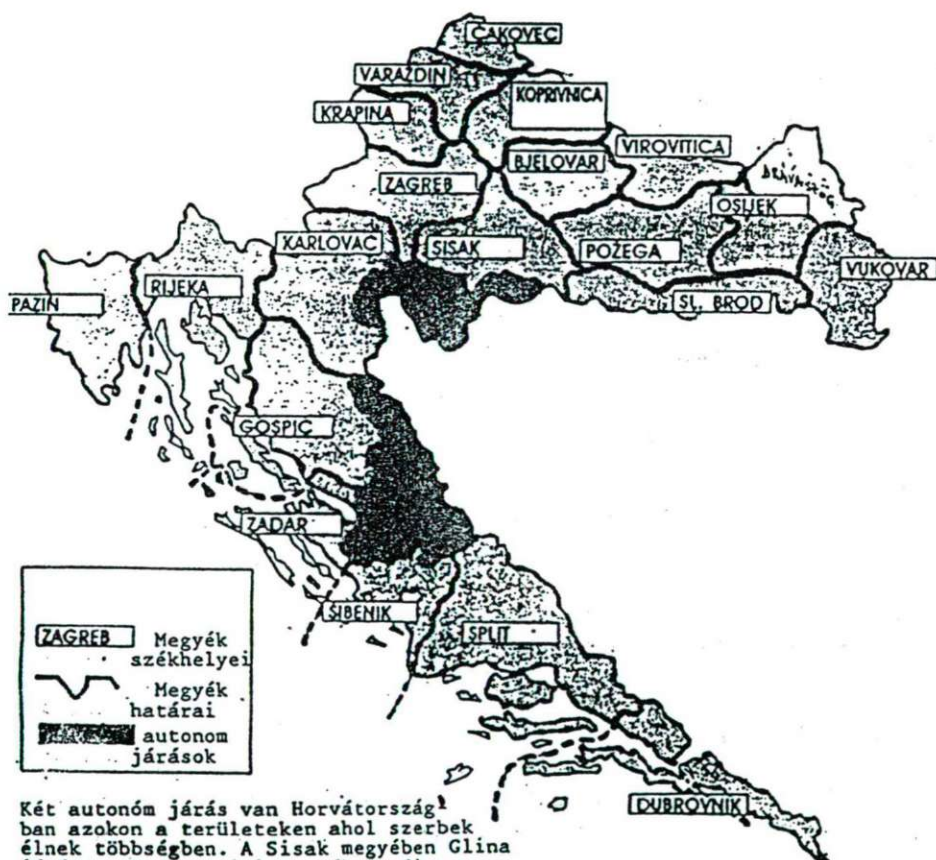 ČAKOVEC
VARAŽDIN
KOPRIVNICA
KRAPINA
VIROVITICA
BJELOVAR
ZAGREB
OSIJEK
KARLOVAC
SISAK
POŽEGA
VUKOVAR
RIJEKA
PAZIN
SL. BROD
GOSPIĆ
ZADAR
ŠIBENIK
SPLIT
DUBROVNIK
ZAGREB
Megyék
székhelyei
Megyék
határai
autonom
járások
Két autonóm járás van Horvátország
ban azokon a területeken ahol szerbek
élnek többségben. A Sisak megyében Glina